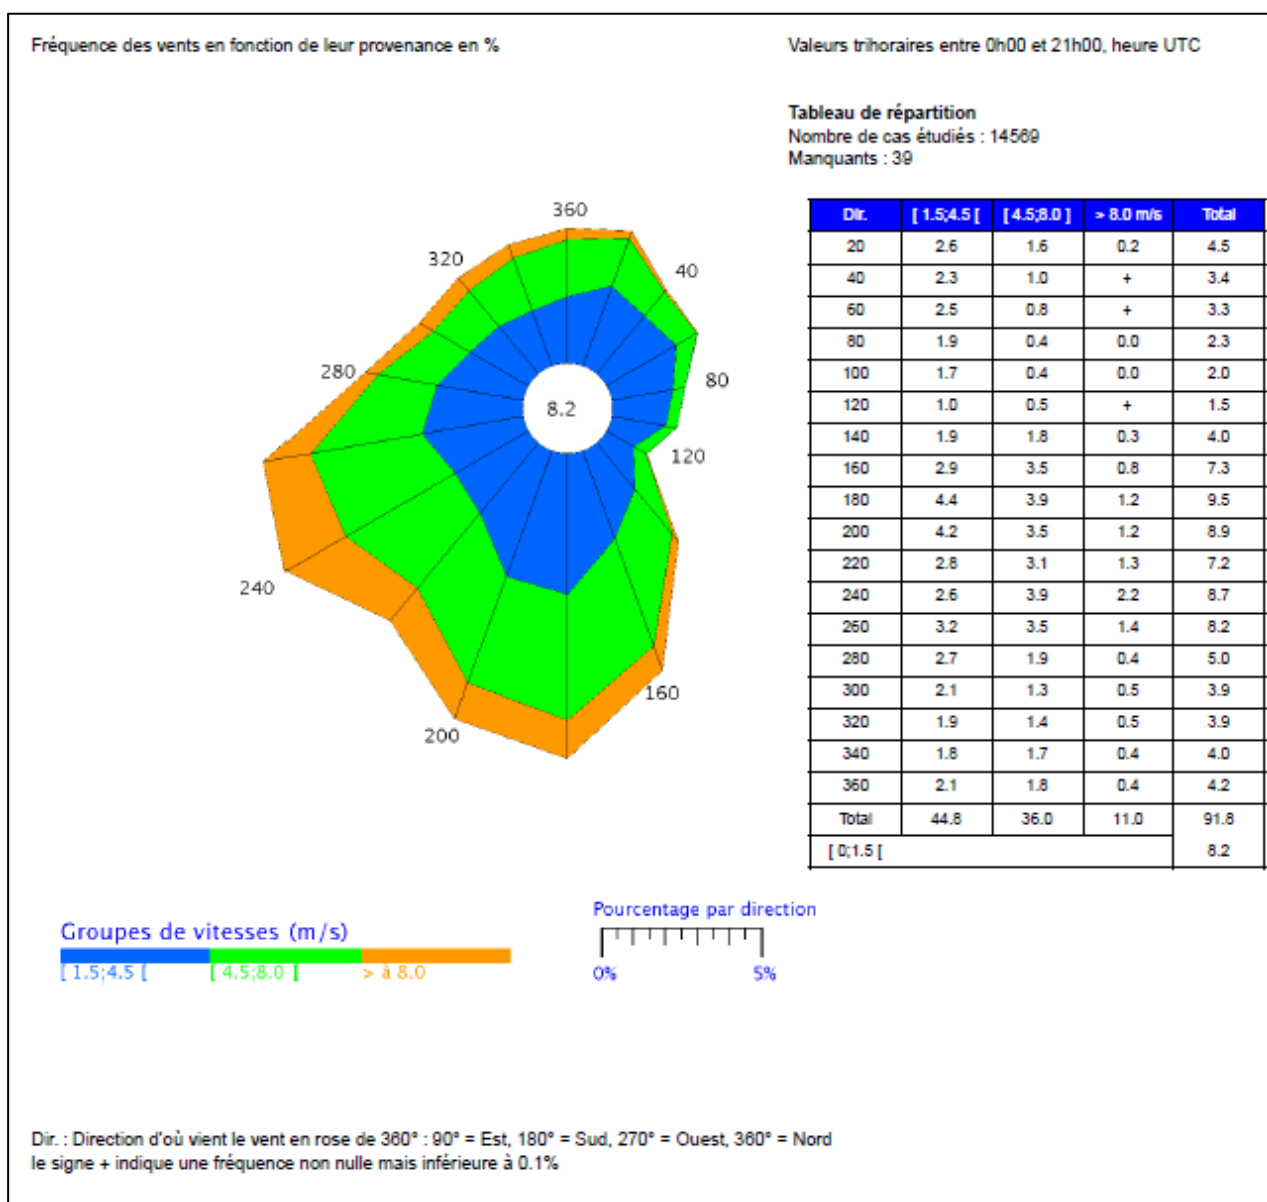 Fréquence des vents en fonction de leur provenance en %
Valeurs trihoraires entre 0h00 et 21h00, heure UTC
Tableau de répartition
Nombre de cas étudiés : 14569
Manquants : 39
360
40
80
120
160
200
240
280
320
8.2
Dir. [ 1.5;4.5 [ [ 4.5;8.0 ] > 8.0 m/s Total
20 2.6 1.6 0.2 4.5
40 2.3 1.0 + 3.4
60 2.5 0.8 + 3.3
80 1.9 0.4 0.0 2.3
100 1.7 0.4 0.0 2.0
120 1.0 0.5 + 1.5
140 1.9 1.8 0.3 4.0
160 2.9 3.5 0.8 7.3
180 4.4 3.9 1.2 9.5
200 4.2 3.5 1.2 8.9
220 2.8 3.1 1.3 7.2
240 2.6 3.9 2.2 8.7
260 3.2 3.5 1.4 8.2
280 2.7 1.9 0.4 5.0
300 2.1 1.3 0.5 3.9
320 1.9 1.4 0.5 3.9
340 1.8 1.7 0.4 4.0
360 2.1 1.8 0.4 4.2
Total 44.8 36.0 11.0 91.8
[ 0;1.5 [ 8.2
Groupes de vitesses (m/s)
[ 1.5;4.5 [ [ 4.5;8.0 ] > à 8.0
Pourcentage par direction
0% 5%
Dir. : Direction d'où vient le vent en rose de 360° : 90° = Est, 180° = Sud, 270° = Ouest, 360° = Nord
le signe + indique une fréquence non nulle mais inférieure à 0.1%